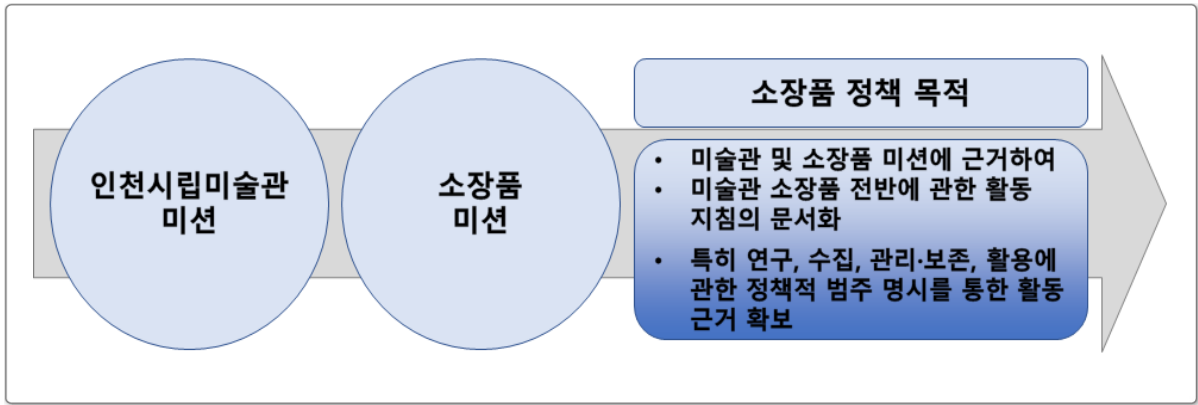 인천시립미술관
미션
소장품
미션
소장품 정책 목적
• 미술관 및 소장품 미션에 근거하여
• 미술관 소장품 전반에 관한 활동
지침의 문서화
• 특히 연구, 수집, 관리·보존, 활용에
관한 정책적 범주 명시를 통한 활동
근거 확보